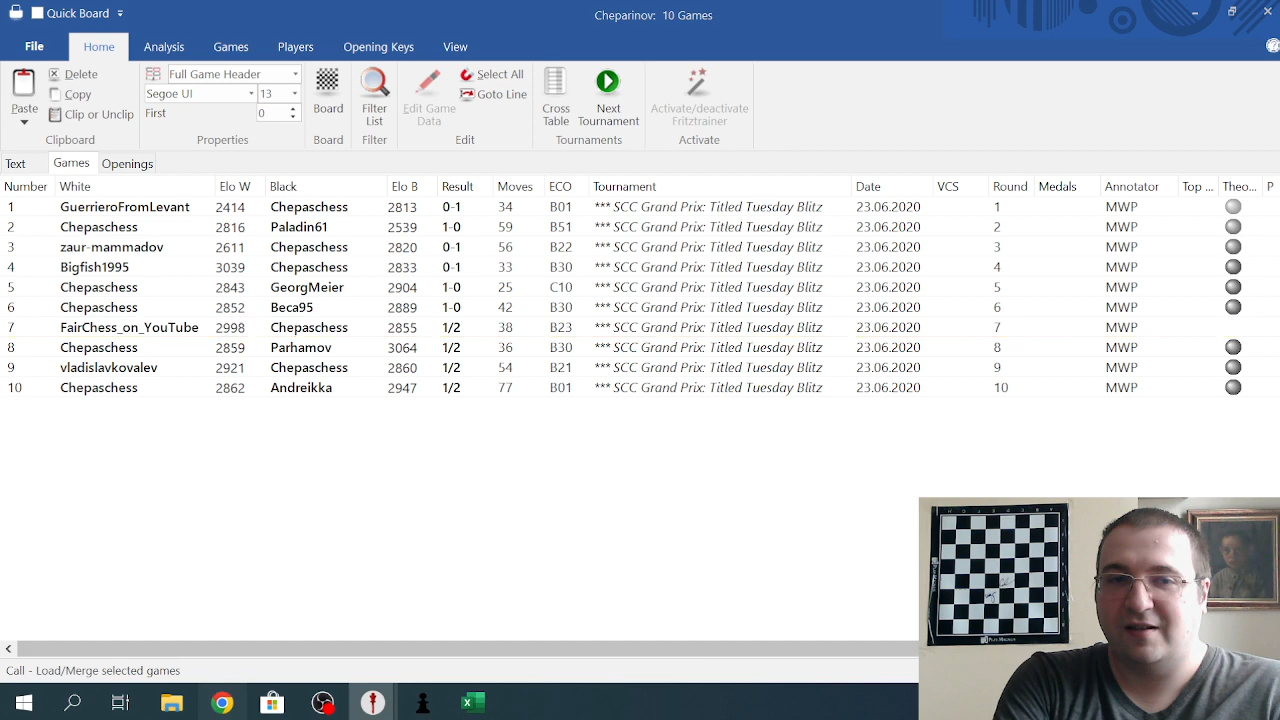 Quick Board
Cheparinov: 10 Games
File Home Analysis Games Players Opening Keys View
Paste
Delete
Copy
Clip or Unclip
Clipboard
Full Game Header
Segoe UI 13
First 0
Properties
Board
Board
Filter
List
Filter
Edit Game
Data
Select All
Goto Line
Edit
Cross
Table
Next
Tournament
Tournaments
Activate/deactivate
Fritztrainer
Activate
Text Games Openings
Number White Elo W Black Elo B Result Moves ECO Tournament Date VCS Round Medals Annotator Top ... Theo... P
1 GuerrieroFromLevant 2414 Chepaschess 2813 0-1 34 B01 *** SCC Grand Prix: Titled Tuesday Blitz 23.06.2020 1 MWP
2 Chepaschess 2816 Paladin61 2539 1-0 59 B51 *** SCC Grand Prix: Titled Tuesday Blitz 23.06.2020 2 MWP
3 zaur-mammadov 2611 Chepaschess 2820 0-1 56 B22 *** SCC Grand Prix: Titled Tuesday Blitz 23.06.2020 3 MWP
4 Bigfish1995 3039 Chepaschess 2833 0-1 33 B30 *** SCC Grand Prix: Titled Tuesday Blitz 23.06.2020 4 MWP
5 Chepaschess 2843 GeorgMeier 2904 1-0 25 C10 *** SCC Grand Prix: Titled Tuesday Blitz 23.06.2020 5 MWP
6 Chepaschess 2852 Beca95 2889 1-0 42 B30 *** SCC Grand Prix: Titled Tuesday Blitz 23.06.2020 6 MWP
7 FairChess_on_YouTube 2998 Chepaschess 2855 1/2 38 B23 *** SCC Grand Prix: Titled Tuesday Blitz 23.06.2020 7 MWP
8 Chepaschess 2859 Parhamov 3064 1/2 36 B30 *** SCC Grand Prix: Titled Tuesday Blitz 23.06.2020 8 MWP
9 vladislavkovalev 2921 Chepaschess 2860 1/2 54 B21 *** SCC Grand Prix: Titled Tuesday Blitz 23.06.2020 9 MWP
10 Chepaschess 2862 Andreikka 2947 1/2 77 B01 *** SCC Grand Prix: Titled Tuesday Blitz 23.06.2020 10 MWP
Call - Load/Merge selected games